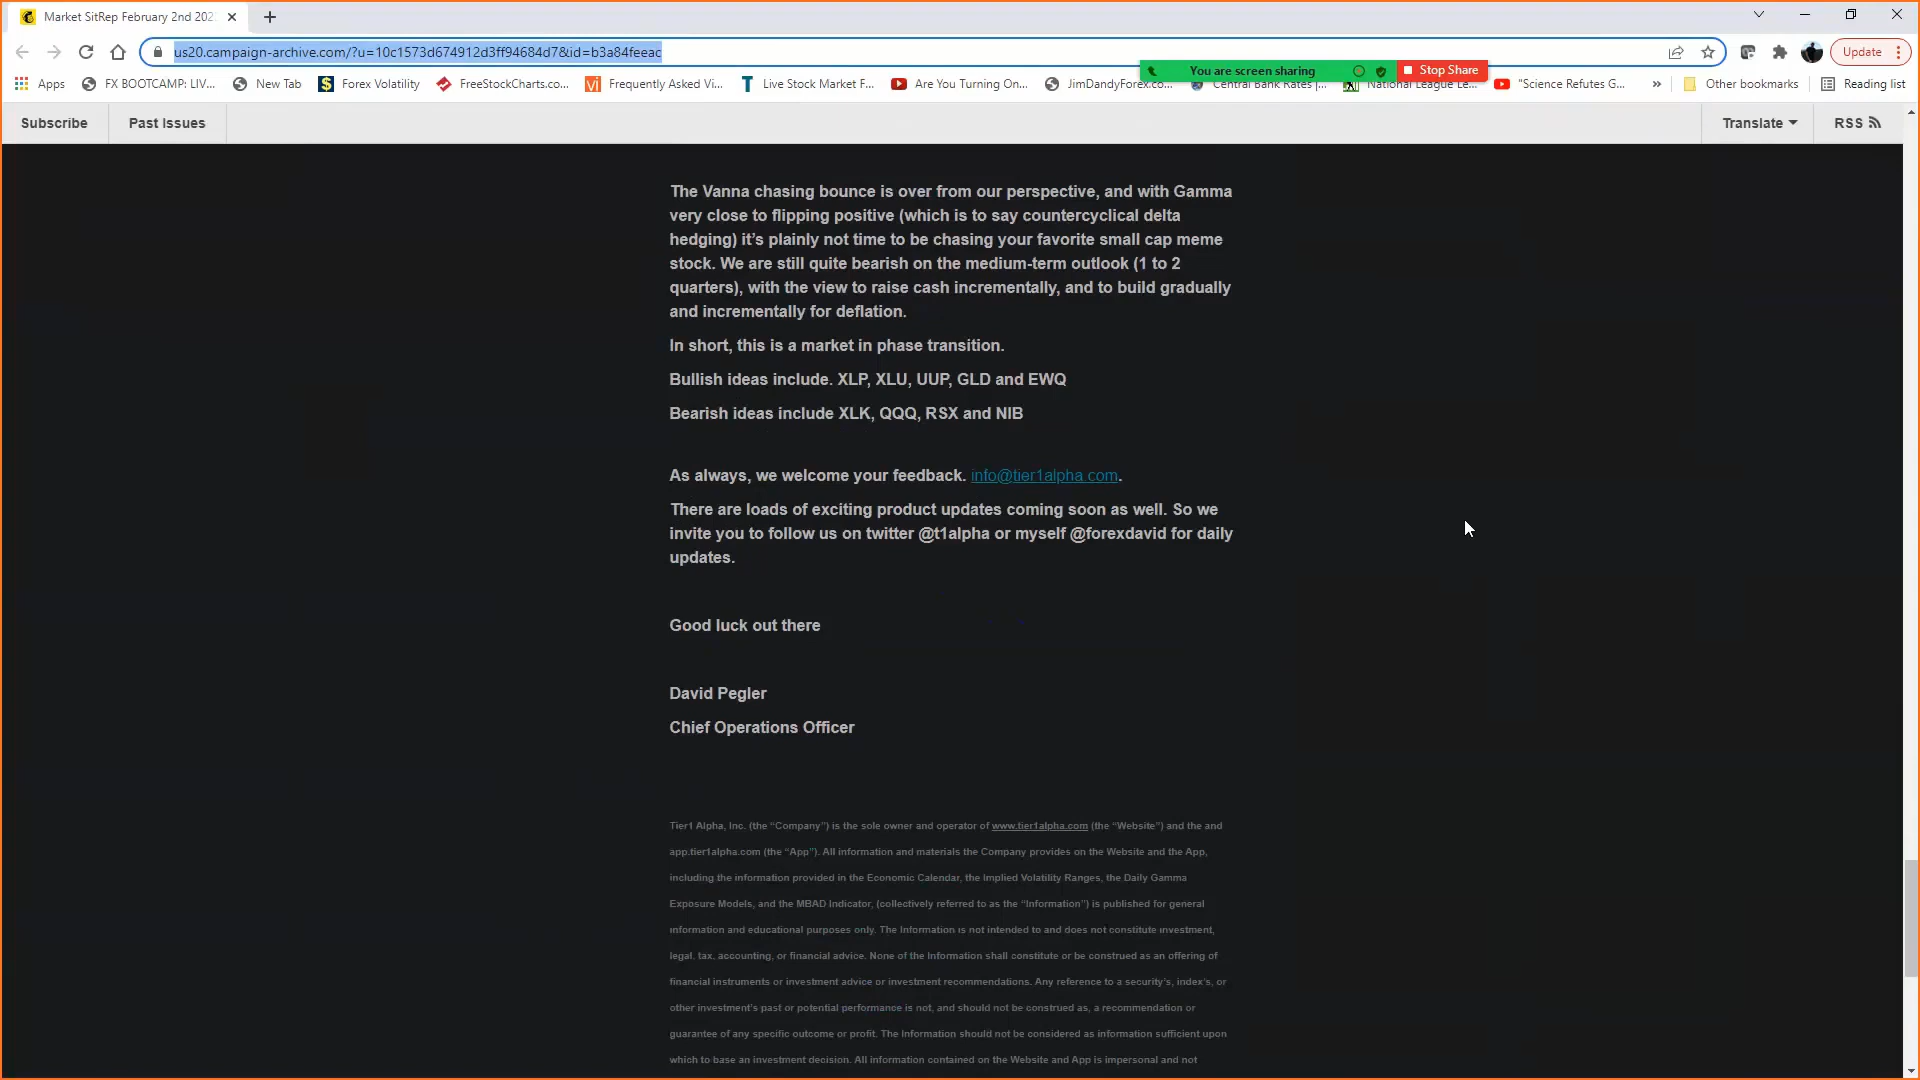 Market SitRep February 2nd 202
us20.campaign-archive.com/?u=10c1573d674912d3ff94684d7&id=b3a84feeac
Update
Apps
FX BOOTCAMP: LIV...
New Tab
Forex Volatility
FreeStockCharts.co...
Frequently Asked Vi...
Live Stock Market F...
Are You Turning On...
JimDandyForex.co...
Central Bank Rates |...
National League Le...
"Science Refutes G...
»
Other bookmarks
Reading list
You are screen sharing
Stop Share
Subscribe
Past Issues
Translate
RSS
The Vanna chasing bounce is over from our perspective, and with Gamma
very close to flipping positive (which is to say countercyclical delta
hedging) it’s plainly not time to be chasing your favorite small cap meme
stock. We are still quite bearish on the medium-term outlook (1 to 2
quarters), with the view to raise cash incrementally, and to build gradually
and incrementally for deflation.
In short, this is a market in phase transition.
Bullish ideas include. XLP, XLU, UUP, GLD and EWQ
Bearish ideas include XLK, QQQ, RSX and NIB
As always, we welcome your feedback. info@tier1alpha.com.
There are loads of exciting product updates coming soon as well. So we
invite you to follow us on twitter @t1alpha or myself @forexdavid for daily
updates.
Good luck out there
David Pegler
Chief Operations Officer
Tier1 Alpha, Inc. (the “Company”) is the sole owner and operator of www.tier1alpha.com (the “Website”) and the and
app.tier1alpha.com (the “App”). All information and materials the Company provides on the Website and the App,
including the information provided in the Economic Calendar, the Implied Volatility Ranges, the Daily Gamma
Exposure Models, and the MBAD Indicator, (collectively referred to as the “Information”) is published for general
information and educational purposes only. The Information is not intended to and does not constitute investment,
legal, tax, accounting, or financial advice. None of the Information shall constitute or be construed as an offering of
financial instruments or investment advice or investment recommendations. Any reference to a security’s, index’s, or
other investment’s past or potential performance is not, and should not be construed as, a recommendation or
guarantee of any specific outcome or profit. The Information should not be considered as information sufficient upon
which to base an investment decision. All information contained on the Website and App is impersonal and not